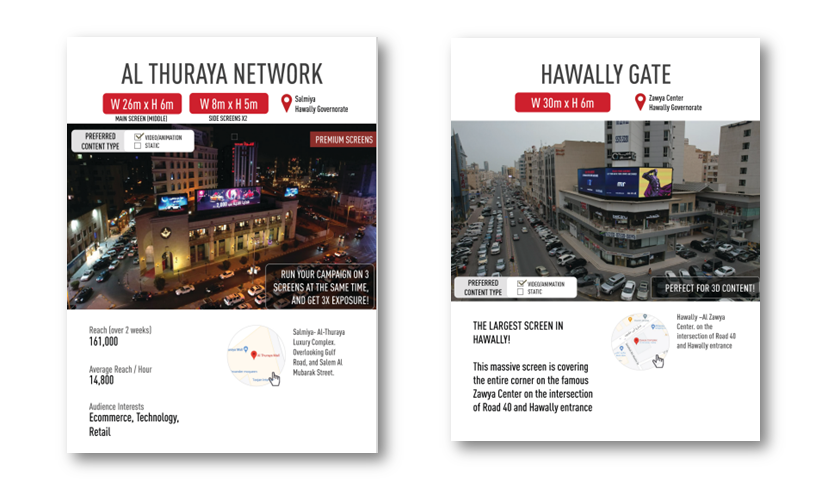 AL THURAYA NETWORK
W 26m x H 6m
MAIN SCREEN (MIDDLE)
W 8m x H 5m
SIDE SCREENS X2
Salmiya
Hawally Governorate
PREFERRED
CONTENT TYPE
VIDEO/ANIMATION
STATIC
PREMIUM SCREENS
RUN YOUR CAMPAIGN ON 3
SCREENS AT THE SAME TIME,
AND GET 3X EXPOSURE!
Reach (over 2 weeks)
161,000
Average Reach / Hour
14,800
Audience Interests
Ecommerce, Technology,
Retail
Salmiya- Al-Thuraya
Luxury Complex.
Overlooking Gulf
Road, and Salem Al
Mubarak Street.
HAWALLY GATE
W 30m x H 6m
Zawya Center
Hawally Governorate
mr
PREFERRED
CONTENT TYPE
VIDEO/ANIMATION
STATIC
PERFECT FOR 3D CONTENT!
THE LARGEST SCREEN IN
HAWALLY!
This massive screen is covering
the entire corner on the famous
Zawya Center on the intersection
of Road 40 and Hawally entrance
Hawally -Al Zawya
Center. on the
intersection of Road 40
and Hawally entrance